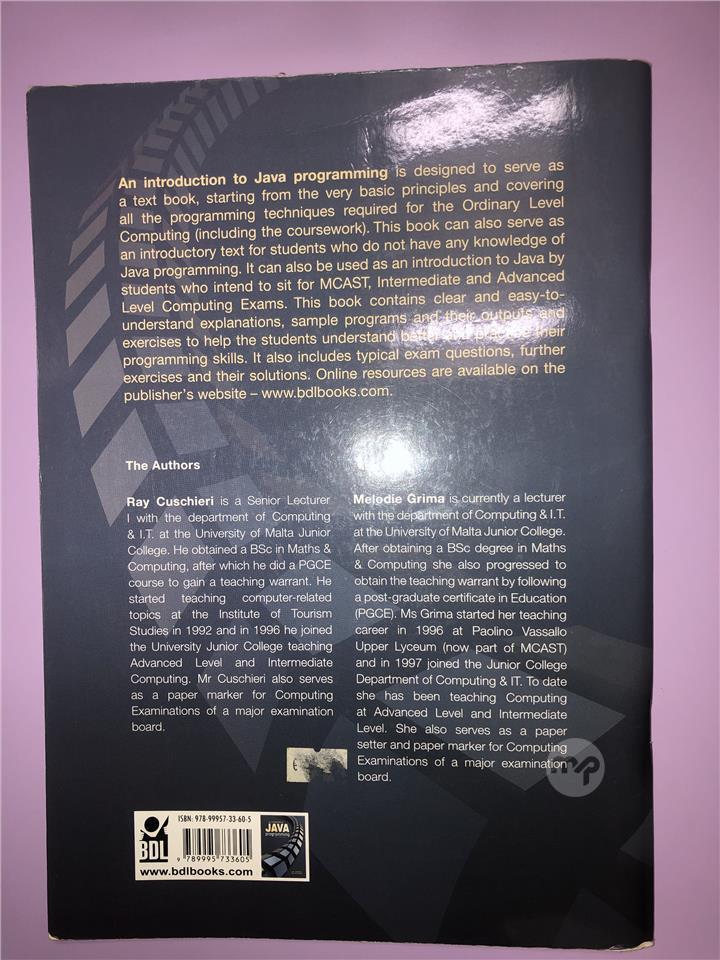 An introduction to Java programming is designed to serve as
a text book, starting from the very basic principles and covering
all the programming techniques required for the Ordinary Level
Computing (including the coursework). This book can also serve as
an introductory text for students who do not have any knowledge of
Java programming. It can also be used as an introduction to Java by
students who intend to sit for MCAST, Intermediate and Advanced
Level Computing Exams. This book contains clear and easy-to-
understand explanations, sample programs and their outputs and
exercises to help the students understand better and practice their
programming skills. It also includes typical exam questions, further
exercises and their solutions. Online resources are available on the
publisher's website – www.bdlbooks.com.
The Authors
Ray Cuschieri is a Senior Lecturer
I with the department of Computing
& I.T. at the University of Malta Junior
College. He obtained a BSc in Maths &
Computing, after which he did a PGCE
course to gain a teaching warrant. He
started teaching computer-related
topics at the Institute of Tourism
Studies in 1992 and in 1996 he joined
the University Junior College teaching
Advanced Level and Intermediate
Computing. Mr Cuschieri also serves
as a paper marker for Computing
Examinations of a major examination
board.
Melodie Grima is currently a lecturer
with the department of Computing & I.T.
at the University of Malta Junior College.
After obtaining a BSc degree in Maths
& Computing she also progressed to
obtain the teaching warrant by following
a post-graduate certificate in Education
(PGCE). Ms Grima started her teaching
career in 1996 at Paolino Vassallo
Upper Lyceum (now part of MCAST)
and in 1997 joined the Junior College
Department of Computing & IT. To date
she has been teaching Computing
at Advanced Level and Intermediate
Level. She also serves as a paper
setter and paper marker for Computing
Examinations of a major examination
board.
mp
ISBN: 978-99957-33-60-5
BDL
JAVA
programming
9 789995 733605
www.bdlbooks.com